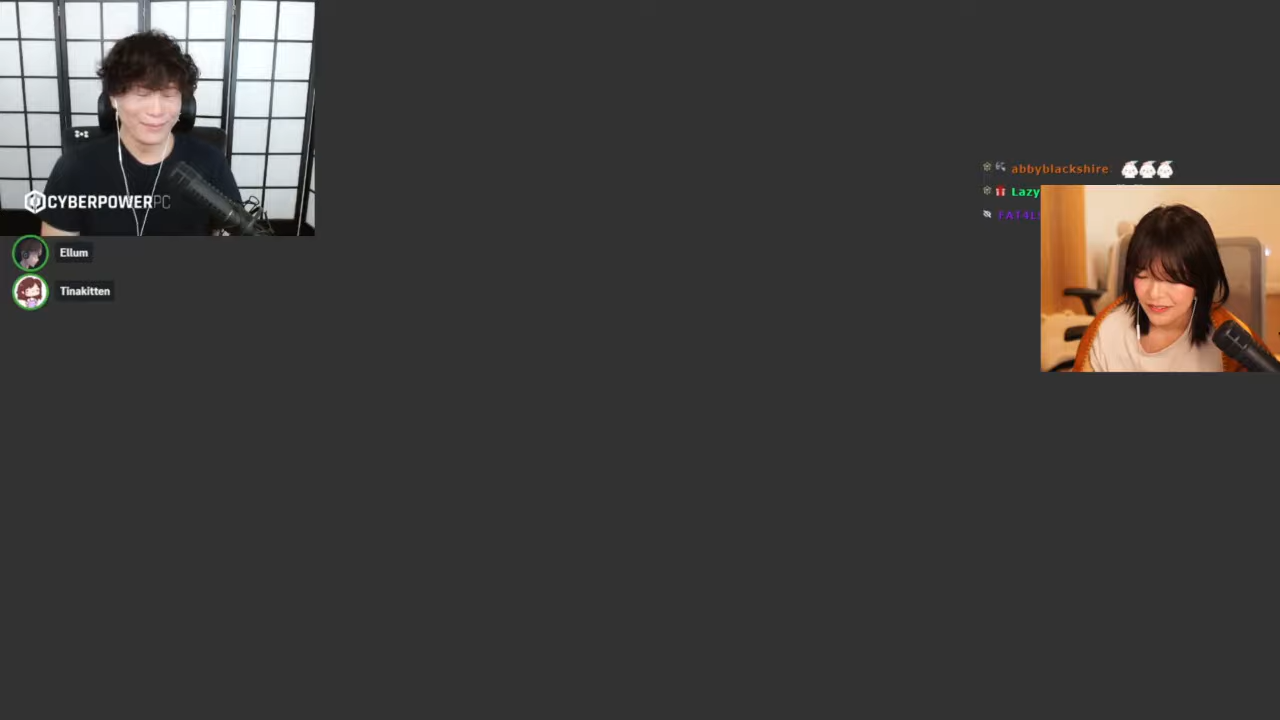 CYBERPOWERPC
Ellum
Tinakitten
abbyblackshire:
Lazy